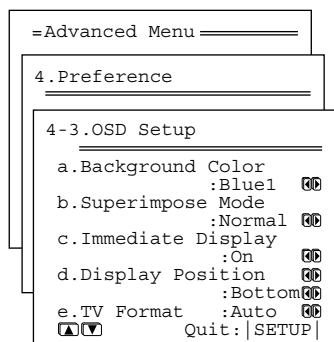 =Advanced Menu
4.Preference
4-3.OSD Setup
a.Background Color
:Blue1
b.Superimpose Mode
:Normal
c.Immediate Display
:On
d.Display Position
:Bottom
e.TV Format :Auto
Quit:|SETUP|